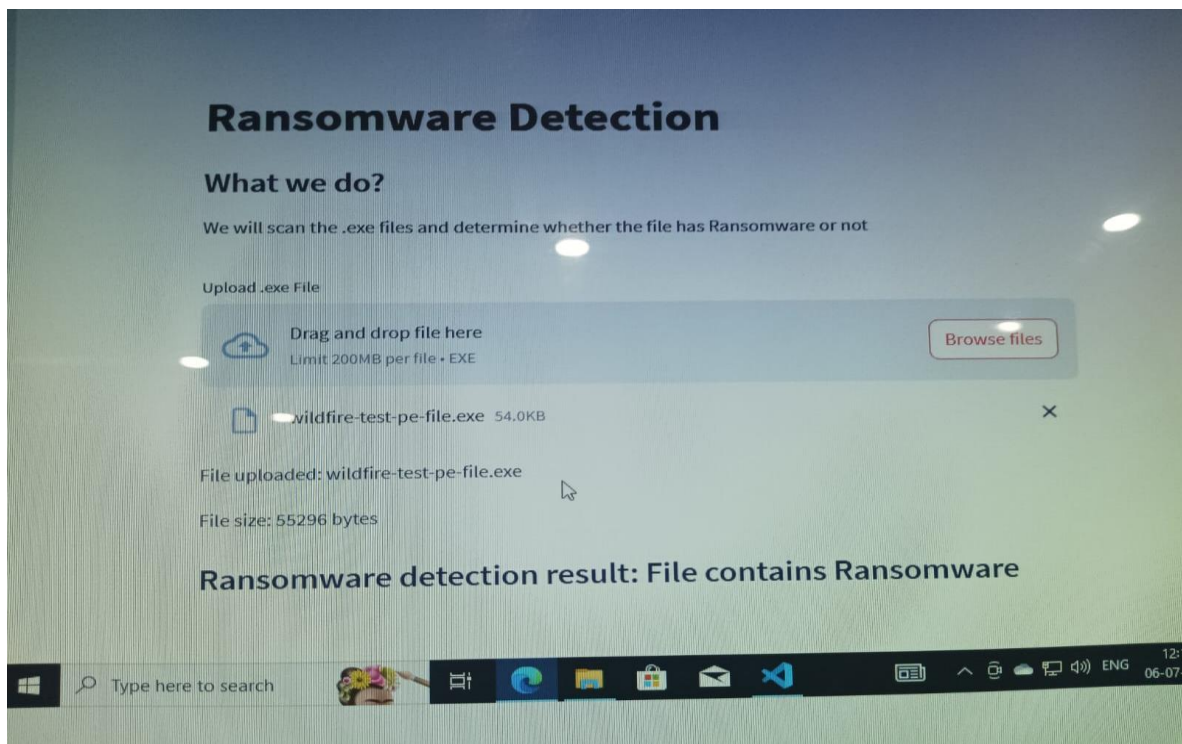 Ransomware Detection
What we do?
We will scan the .exe files and determine whether the file has Ransomware or not
Upload .exe File
Drag and drop file here
Limit 200MB per file • EXE
Browse files
wildfire-test-pe-file.exe 54.0KB
File uploaded: wildfire-test-pe-file.exe
File size: 55296 bytes
Ransomware detection result: File contains Ransomware
Type here to search
ENG
12:
06-07